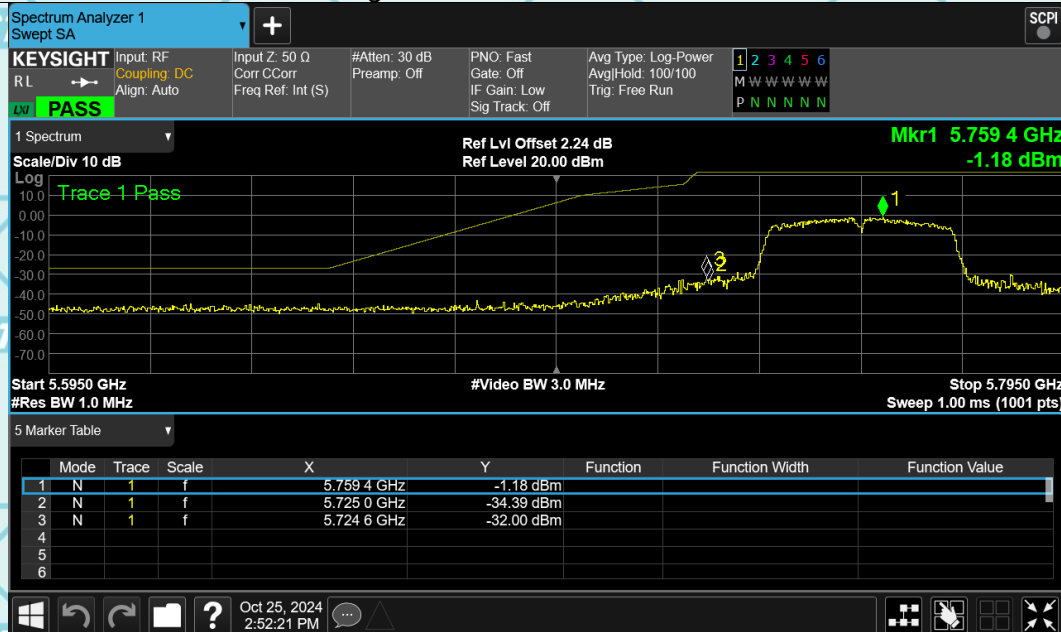 Spectrum Analyzer 1
Swept SA
+
SCPI
KEYSIGHT Input: RF Input Z: 50 Ω #Atten: 30 dB PNO: Fast Avg Type: Log-Power 1 2 3 4 5 6
RL Coupling: DC Corr CCorr Preamp: Off Gate: Off Avg|Hold: 100/100 M W W W W W
Align: Auto Freq Ref: Int (S) IF Gain: Low Trig: Free Run
LXI PASS Sig Track: Off P N N N N N
1 Spectrum
Scale/Div 10 dB
Ref Lvl Offset 2.24 dB
Ref Level 20.00 dBm
Mkr1 5.759 4 GHz
-1.18 dBm
Log
Trace 1 Pass
10.0
0.00
-10.0
-20.0
-30.0
-40.0
-50.0
-60.0
-70.0
1
3
2
Start 5.5950 GHz #Video BW 3.0 MHz Stop 5.7950 GHz
#Res BW 1.0 MHz Sweep 1.00 ms (1001 pts)
5 Marker Table
Mode Trace Scale X Y Function Function Width Function Value
1 N 1 f 5.759 4 GHz -1.18 dBm
2 N 1 f 5.725 0 GHz -34.39 dBm
3 N 1 f 5.724 6 GHz -32.00 dBm
4
5
6
? Oct 25, 2024
2:52:21 PM